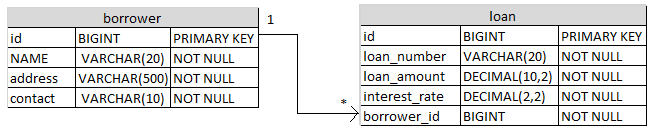 borrower
id BIGINT PRIMARY KEY
NAME VARCHAR(20) NOT NULL
address VARCHAR(500) NOT NULL
contact VARCHAR(10) NOT NULL
1
*
loan
id BIGINT PRIMARY KEY
loan_number VARCHAR(20) NOT NULL
loan_amount DECIMAL(10,2) NOT NULL
interest_rate DECIMAL(2,2) NOT NULL
borrower_id BIGINT NOT NULL